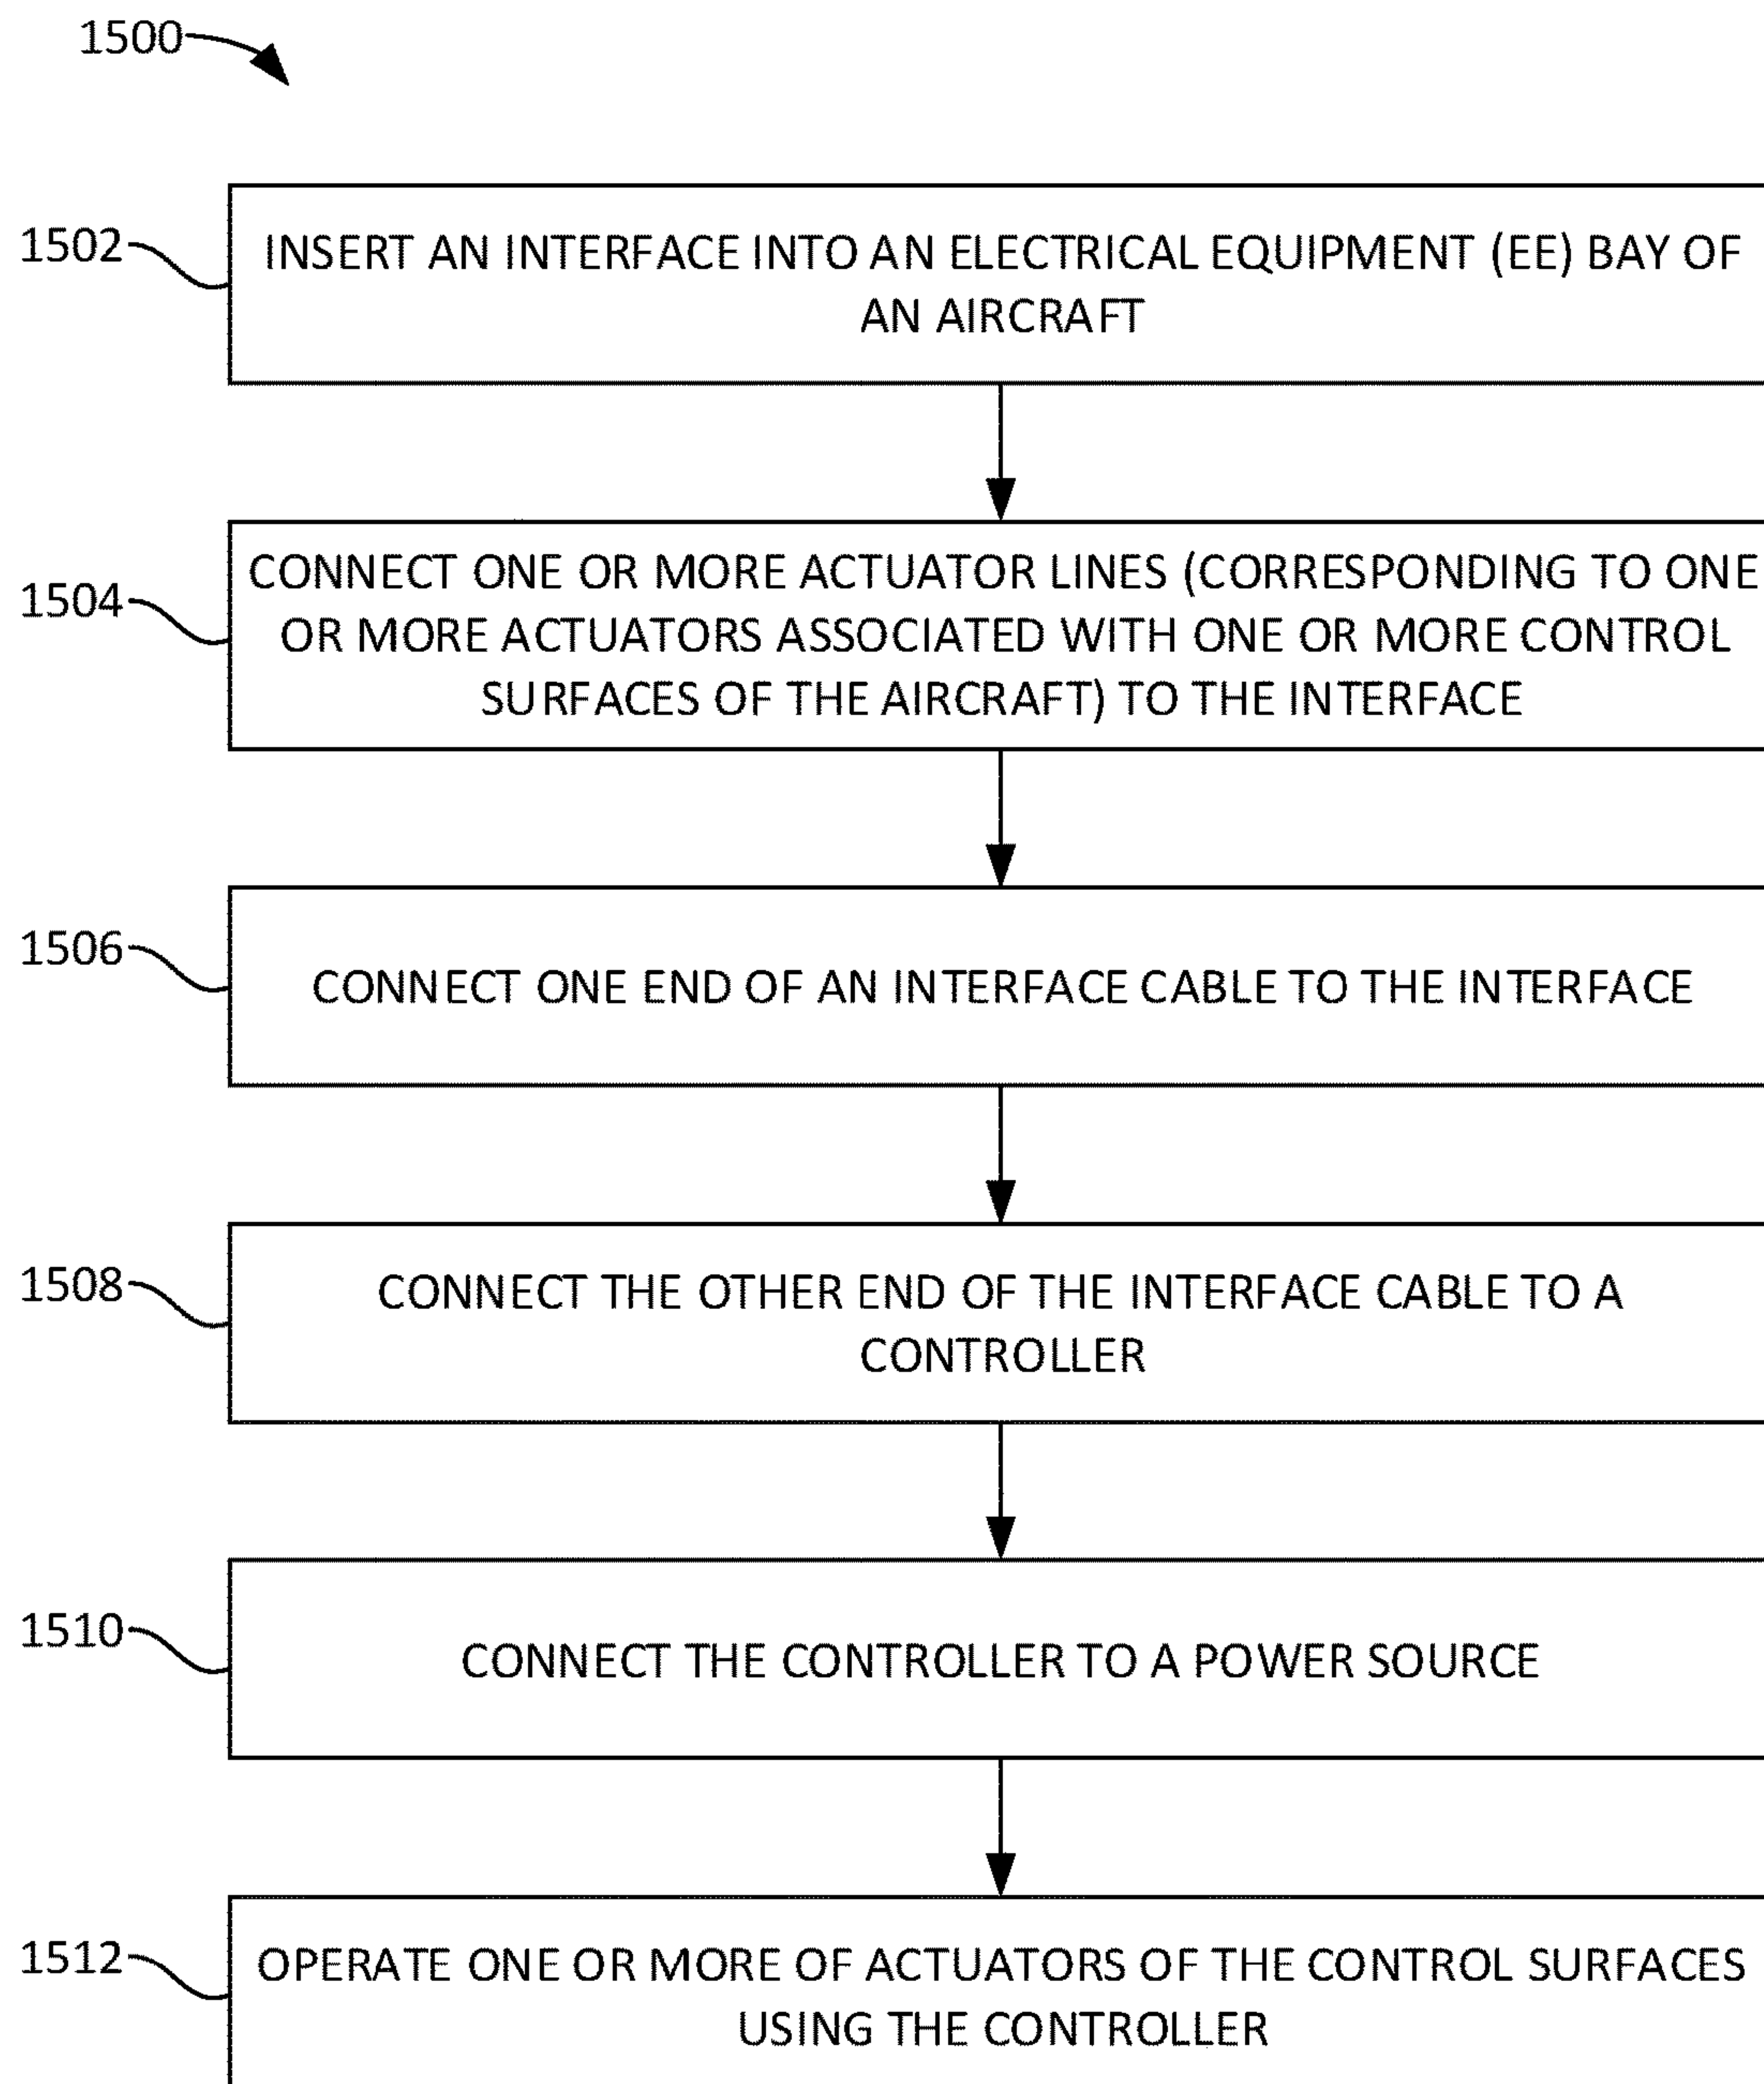 1500
1502
INSERT AN INTERFACE INTO AN ELECTRICAL EQUIPMENT (EE) BAY OF
AN AIRCRAFT
1504
CONNECT ONE OR MORE ACTUATOR LINES (CORRESPONDING TO ONE
OR MORE ACTUATORS ASSOCIATED WITH ONE OR MORE CONTROL
SURFACES OF THE AIRCRAFT) TO THE INTERFACE
1506
CONNECT ONE END OF AN INTERFACE CABLE TO THE INTERFACE
1508
CONNECT THE OTHER END OF THE INTERFACE CABLE TO A
CONTROLLER
1510
CONNECT THE CONTROLLER TO A POWER SOURCE
1512
OPERATE ONE OR MORE OF ACTUATORS OF THE CONTROL SURFACES
USING THE CONTROLLER